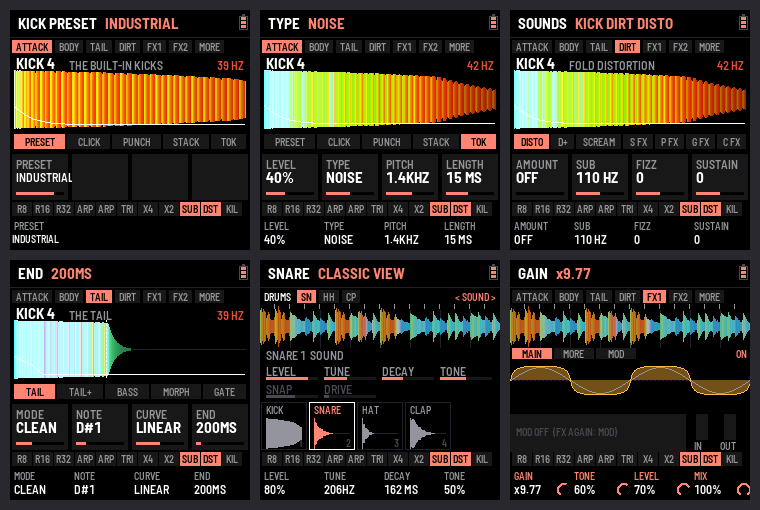 KICK PRESET INDUSTRIAL
ATTACK BODY TAIL DIRT FX1 FX2 MORE
KICK 4 THE BUILT-IN KICKS 39 HZ
PRESET CLICK PUNCH STACK TOK
PRESET
INDUSTRIAL
R8 R16 R32 ARP ARP TRI X4 X2 SUB DST KIL
PRESET
INDUSTRIAL
TYPE NOISE
ATTACK BODY TAIL DIRT FX1 FX2 MORE
KICK 4 42 HZ
PRESET CLICK PUNCH STACK TOK
LEVEL TYPE PITCH LENGTH
40% NOISE 1.4KHZ 15 MS
R8 R16 R32 ARP ARP TRI X4 X2 SUB DST KIL
LEVEL TYPE PITCH LENGTH
40% NOISE 1.4KHZ 15 MS
SOUNDS KICK DIRT DISTO
ATTACK BODY TAIL DIRT FX1 FX2 MORE
KICK 4 FOLD DISTORTION 42 HZ
DISTO D+ SCREAM S FX P FX G FX C FX
AMOUNT SUB FIZZ SUSTAIN
OFF 110 HZ 0 0
R8 R16 R32 ARP ARP TRI X4 X2 SUB DST KIL
AMOUNT SUB FIZZ SUSTAIN
OFF 110 HZ 0 0
END 200MS
ATTACK BODY TAIL DIRT FX1 FX2 MORE
KICK 4 THE TAIL 39 HZ
TAIL TAIL+ BASS MORPH GATE
MODE NOTE CURVE END
CLEAN D#1 LINEAR 200MS
R8 R16 R32 ARP ARP TRI X4 X2 SUB DST KIL
MODE NOTE CURVE END
CLEAN D#1 LINEAR 200MS
SNARE CLASSIC VIEW
DRUMS SN HH CP < SOUND >
SNARE 1 SOUND
LEVEL TUNE DECAY TONE
SNAP DRIVE
KICK SNARE HAT CLAP
2 3 4
R8 R16 R32 ARP ARP TRI X4 X2 SUB DST KIL
LEVEL TUNE DECAY TONE
80% 206HZ 162 MS 50%
GAIN x9.77
ATTACK BODY TAIL DIRT FX1 FX2 MORE
MAIN MORE MOD ON
MOD OFF (FX AGAIN: MOD)
IN OUT
R8 R16 R32 ARP ARP TRI X4 X2 SUB DST KIL
GAIN TONE LEVEL MIX
x9.77 60% 70% 100%